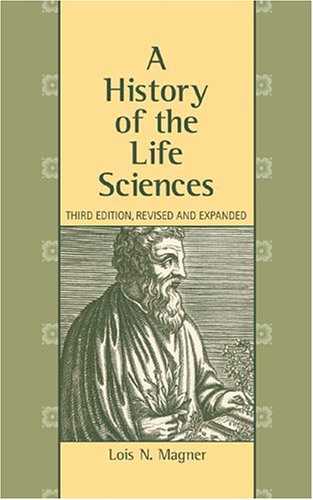 A
History
of the
Life
Sciences
THIRD EDITION, REVISED AND EXPANDED
Lois N. Magner